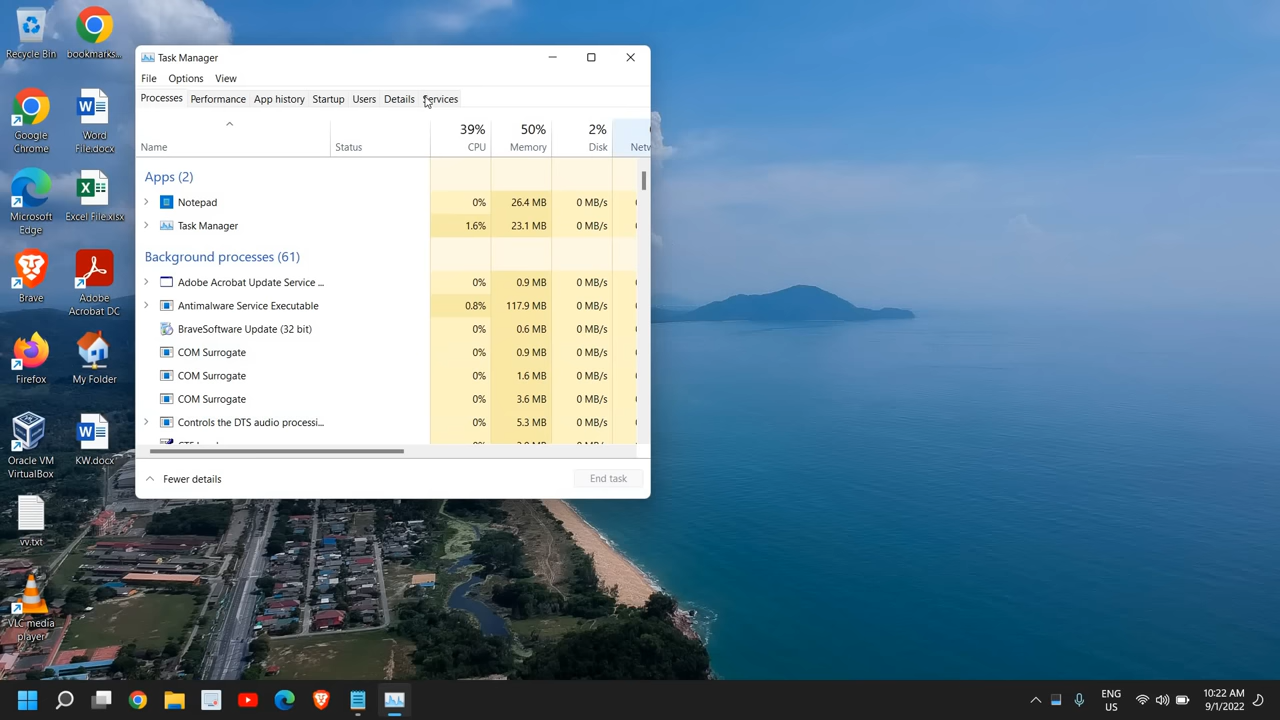 Recycle Bin
bookmarks...
Google
Chrome
Word
File.docx
Microsoft
Edge
Excel File.xlsx
Brave
Adobe
Acrobat DC
Firefox
My Folder
Oracle VM
VirtualBox
KW.docx
vv.txt
VLC media
player
Task Manager
File Options View
Processes Performance App history Startup Users Details Services
39% 50% 2%
Name Status CPU Memory Disk Netw
Apps (2)
Notepad 0% 26.4 MB 0 MB/s
Task Manager 1.6% 23.1 MB 0 MB/s
Background processes (61)
Adobe Acrobat Update Service ... 0% 0.9 MB 0 MB/s
Antimalware Service Executable 0.8% 117.9 MB 0 MB/s
BraveSoftware Update (32 bit) 0% 0.6 MB 0 MB/s
COM Surrogate 0% 0.9 MB 0 MB/s
COM Surrogate 0% 1.6 MB 0 MB/s
COM Surrogate 0% 3.6 MB 0 MB/s
Controls the DTS audio processi... 0% 5.3 MB 0 MB/s
Fewer details
End task
ENG
US
10:22 AM
9/1/2022